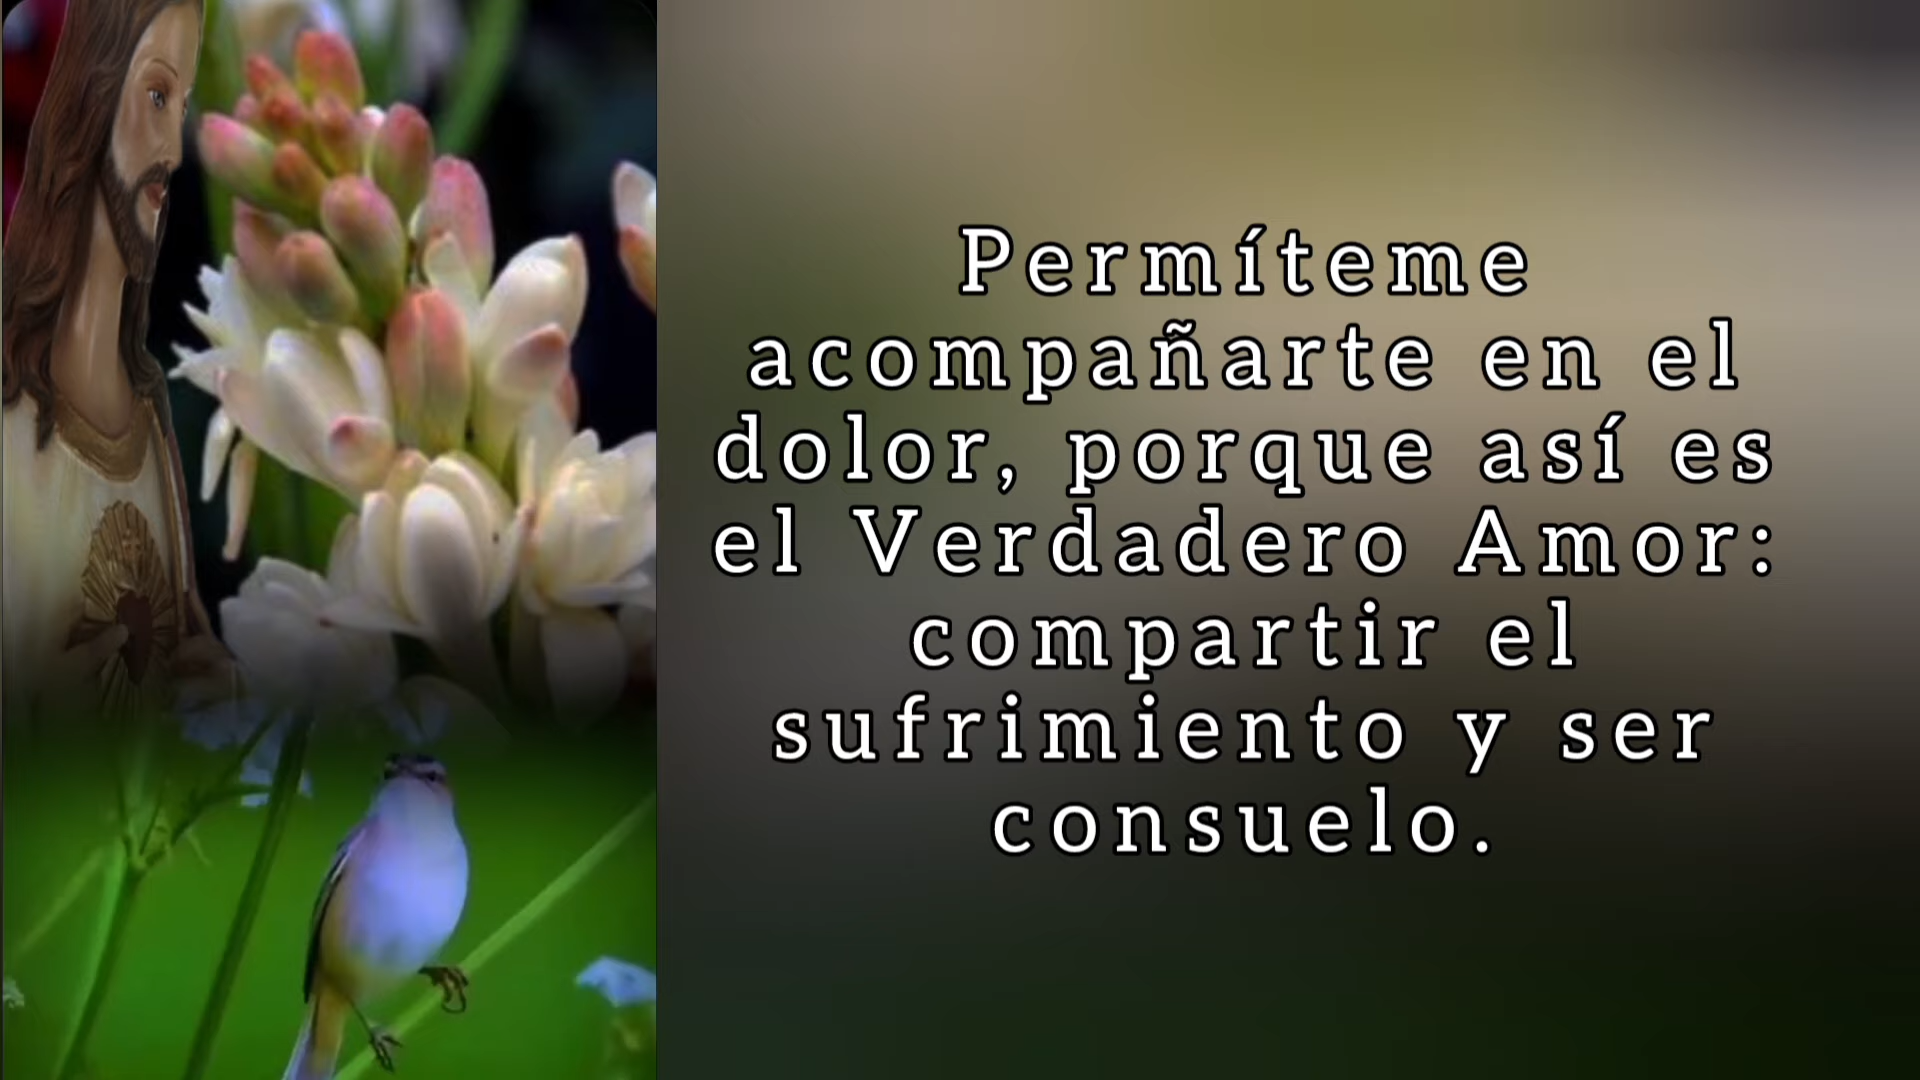 Permíteme
acompañarte en el
dolor, porque así es
el Verdadero Amor:
compartir el
sufrimiento y ser
consuelo.